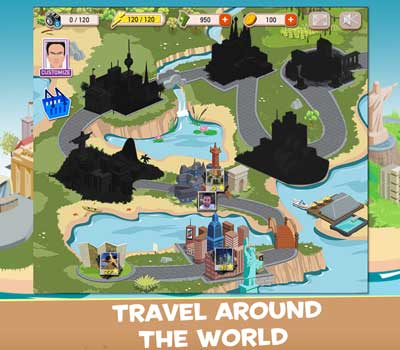 0 / 120
120 / 120
950
100
CUSTOMIZE
TRAVEL AROUND
THE WORLD